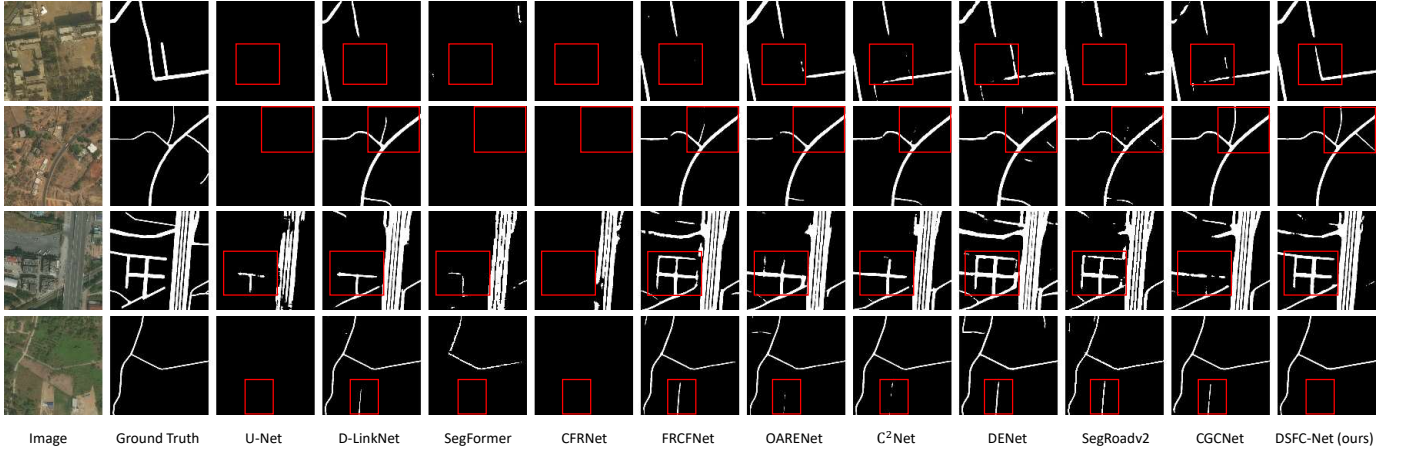 Image Ground Truth U-Net D-LinkNet SegFormer CFRNet FRCFNet OARENet C²Net DENet SegRoadv2 CGCNet DSFC-Net (ours)